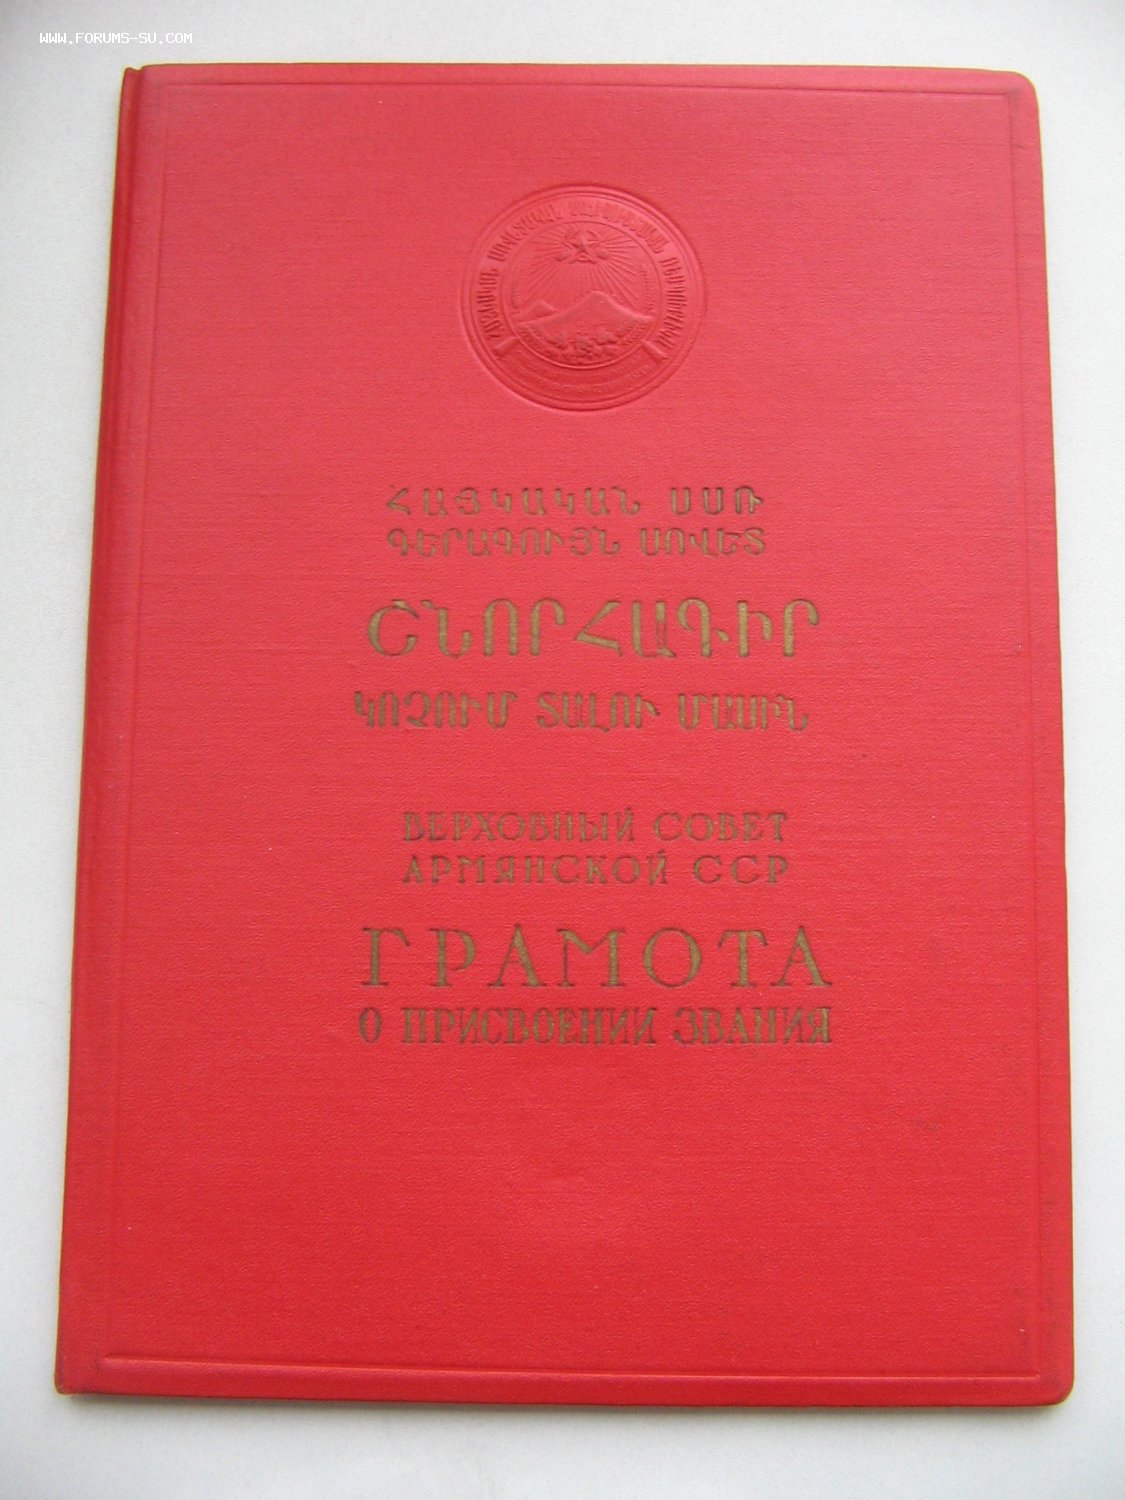 WWW.FORUMS-SU.COM
ՀԱՅԿԱԿԱՆ ՍՍՌ
ԳԵՐԱԳՈՒՅՆ ՍՈՎԵՏ
ՇՆՈՐՀԱԳԻՐ
ԿՈՉՈՒՄ ՏԱԼՈՒ ՄԱՍԻՆ
ВЕРХОВНЫЙ СОВЕТ
АРМЯНСКОЙ ССР
ГРАМОТА
О ПРИСВОЕНИИ ЗВАНИЯ